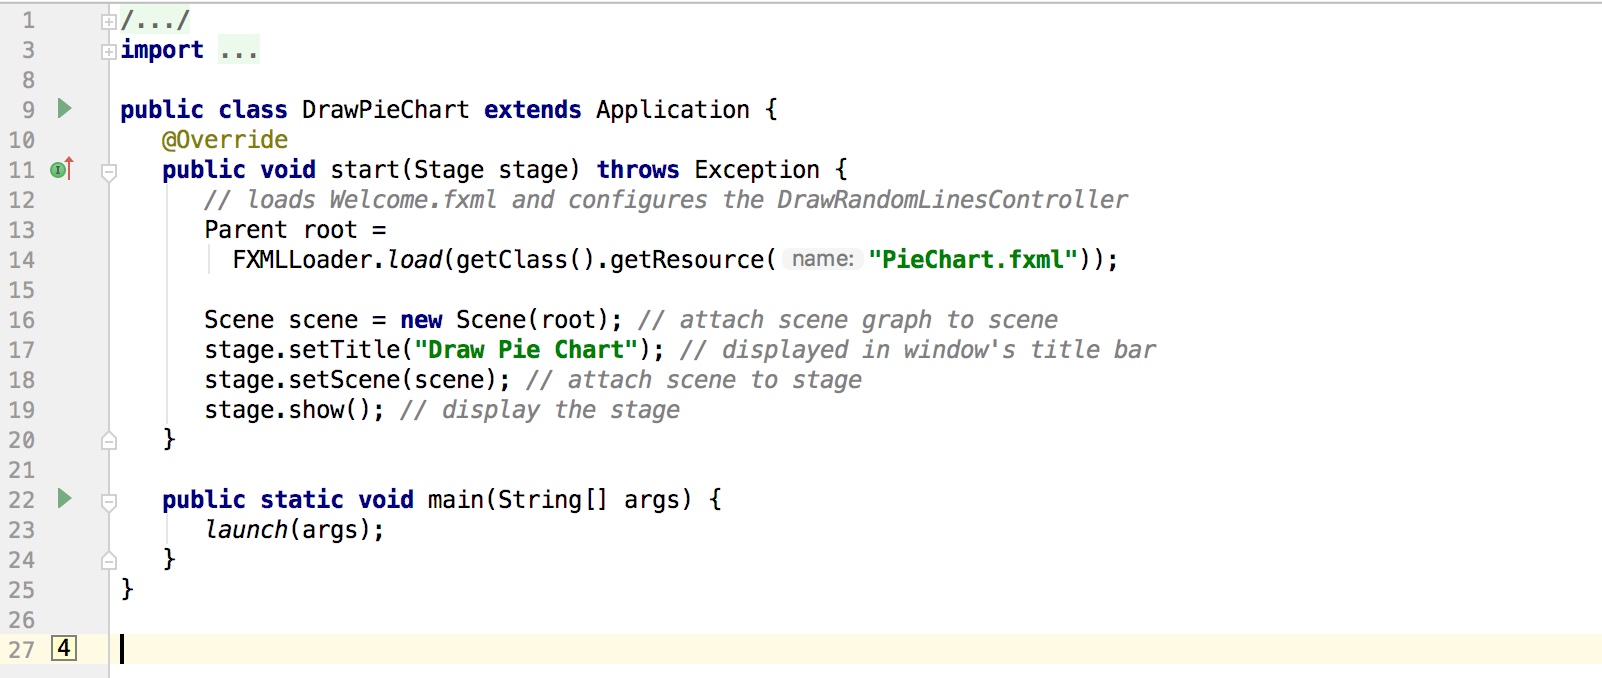 1 /.../
3 import ...
8
9 public class DrawPieChart extends Application {
10 @Override
11 public void start(Stage stage) throws Exception {
12 // loads Welcome.fxml and configures the DrawRandomLinesController
13 Parent root =
14 FXMLLoader.load(getClass().getResource( name: "PieChart.fxml"));
15
16 Scene scene = new Scene(root); // attach scene graph to scene
17 stage.setTitle("Draw Pie Chart"); // displayed in window's title bar
18 stage.setScene(scene); // attach scene to stage
19 stage.show(); // display the stage
20 }
21
22 public static void main(String[] args) {
23 launch(args);
24 }
25 }
26
27 4